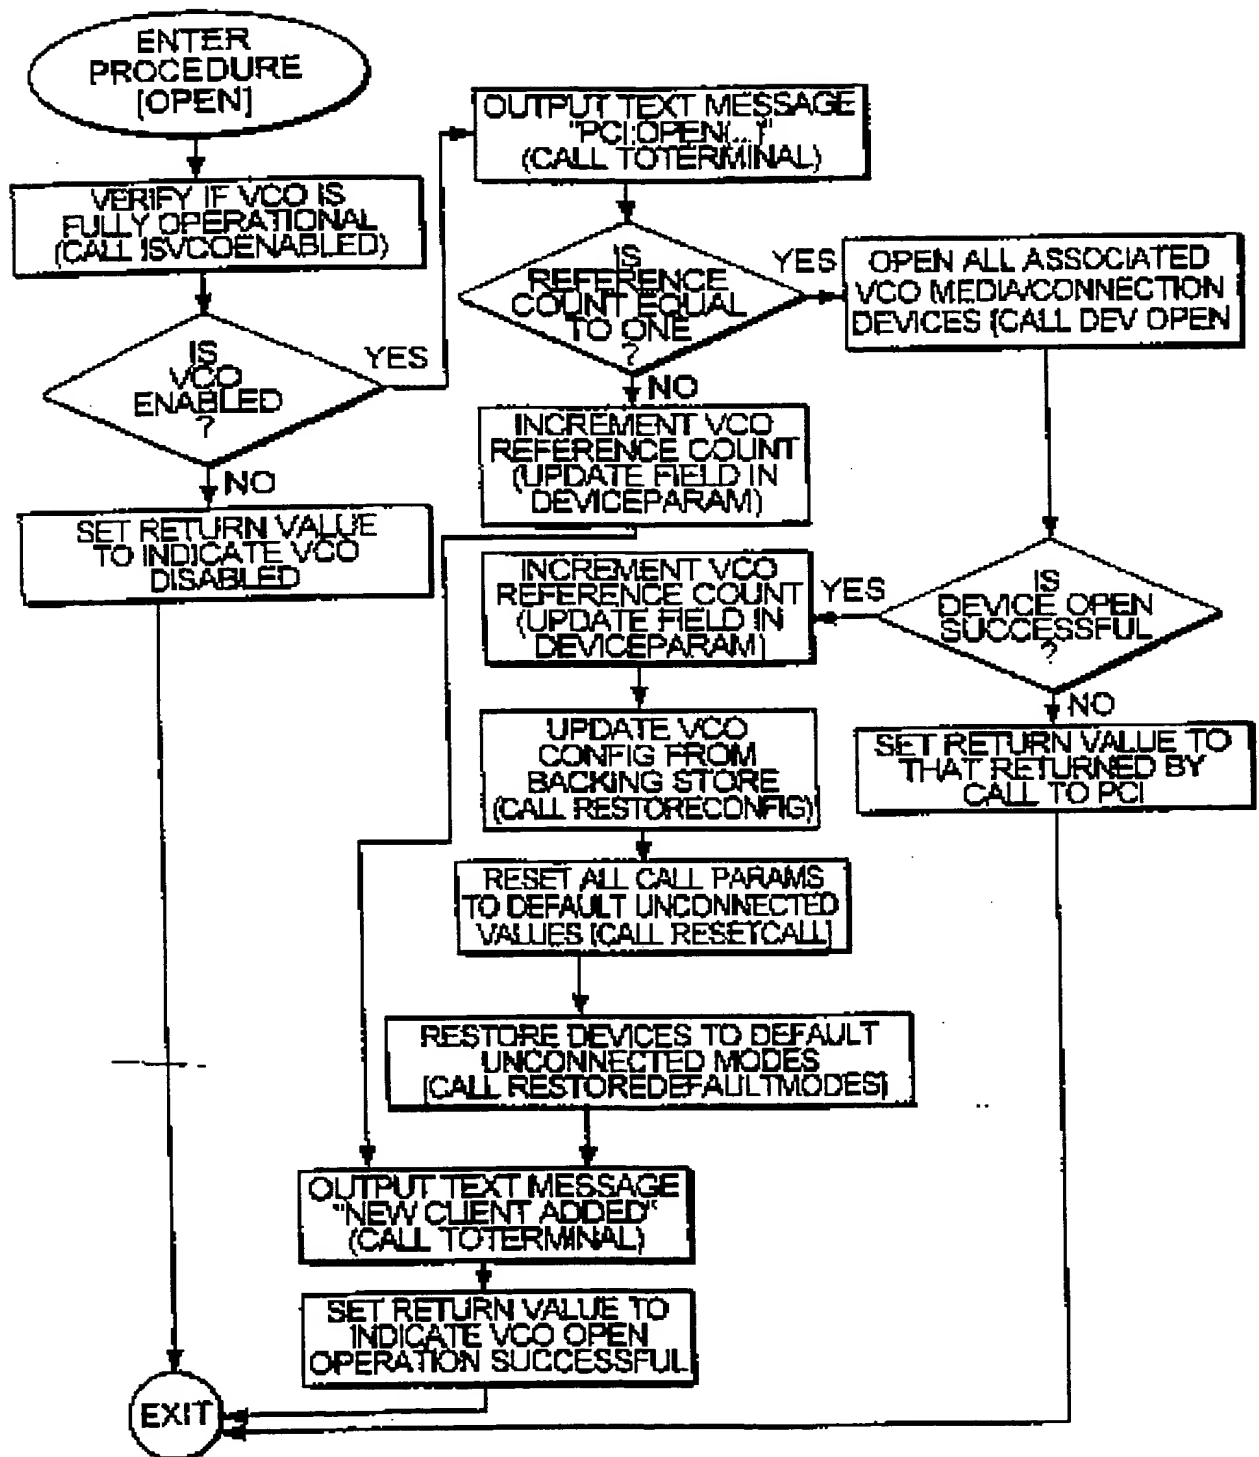 ENTER
PROCEDURE
[OPEN]
VERIFY IF VCO IS
FULLY OPERATIONAL
(CALL ISVCOENABLED)
IS
VCO
ENABLED
?
YES
NO
SET RETURN VALUE
TO INDICATE VCO
DISABLED
OUTPUT TEXT MESSAGE
"PCI:OPEN(...)"
(CALL TOTERMINAL)
IS
REFERENCE
COUNT EQUAL
TO ONE
?
YES
NO
OPEN ALL ASSOCIATED
VCO MEDIA/CONNECTION
DEVICES [CALL DEV OPEN
INCREMENT VCO
REFERENCE COUNT
(UPDATE FIELD IN
DEVICEPARAM)
IS
DEVICE OPEN
SUCCESSFUL
?
YES
NO
INCREMENT VCO
REFERENCE COUNT
(UPDATE FIELD IN
DEVICEPARAM)
SET RETURN VALUE TO
THAT RETURNED BY
CALL TO PCI
UPDATE VCO
CONFIG FROM
BACKING STORE
(CALL RESTORECONFIG)
RESET ALL CALL PARAMS
TO DEFAULT UNCONNECTED
VALUES [CALL RESETCALL]
RESTORE DEVICES TO DEFAULT
UNCONNECTED MODES
[CALL RESTOREDEFAULTMODES]
OUTPUT TEXT MESSAGE
"NEW CLIENT ADDED"
(CALL TOTERMINAL)
SET RETURN VALUE TO
INDICATE VCO OPEN
OPERATION SUCCESSFUL
EXIT